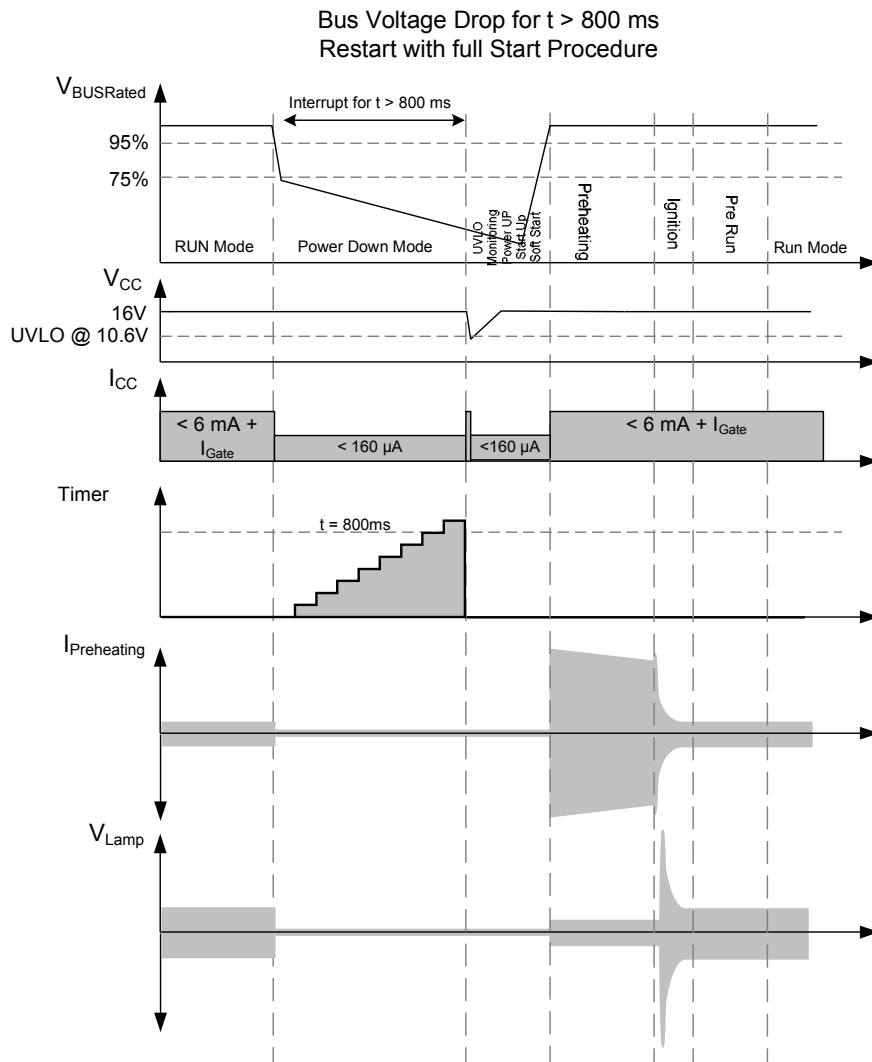 Bus Voltage Drop for t > 800 ms
Restart with full Start Procedure
VBUSRated
Interrupt for t > 800 ms
95%
75%
RUN Mode
Power Down Mode
UVLO
Monitoring
Power UP
Start Up
Soft Start
Preheating
Ignition
Pre Run
Run Mode
VCC
16V
UVLO @ 10.6V
ICC
< 6 mA +
IGate
< 160 µA
<160 µA
< 6 mA + IGate
Timer
t = 800ms
IPreheating
VLamp